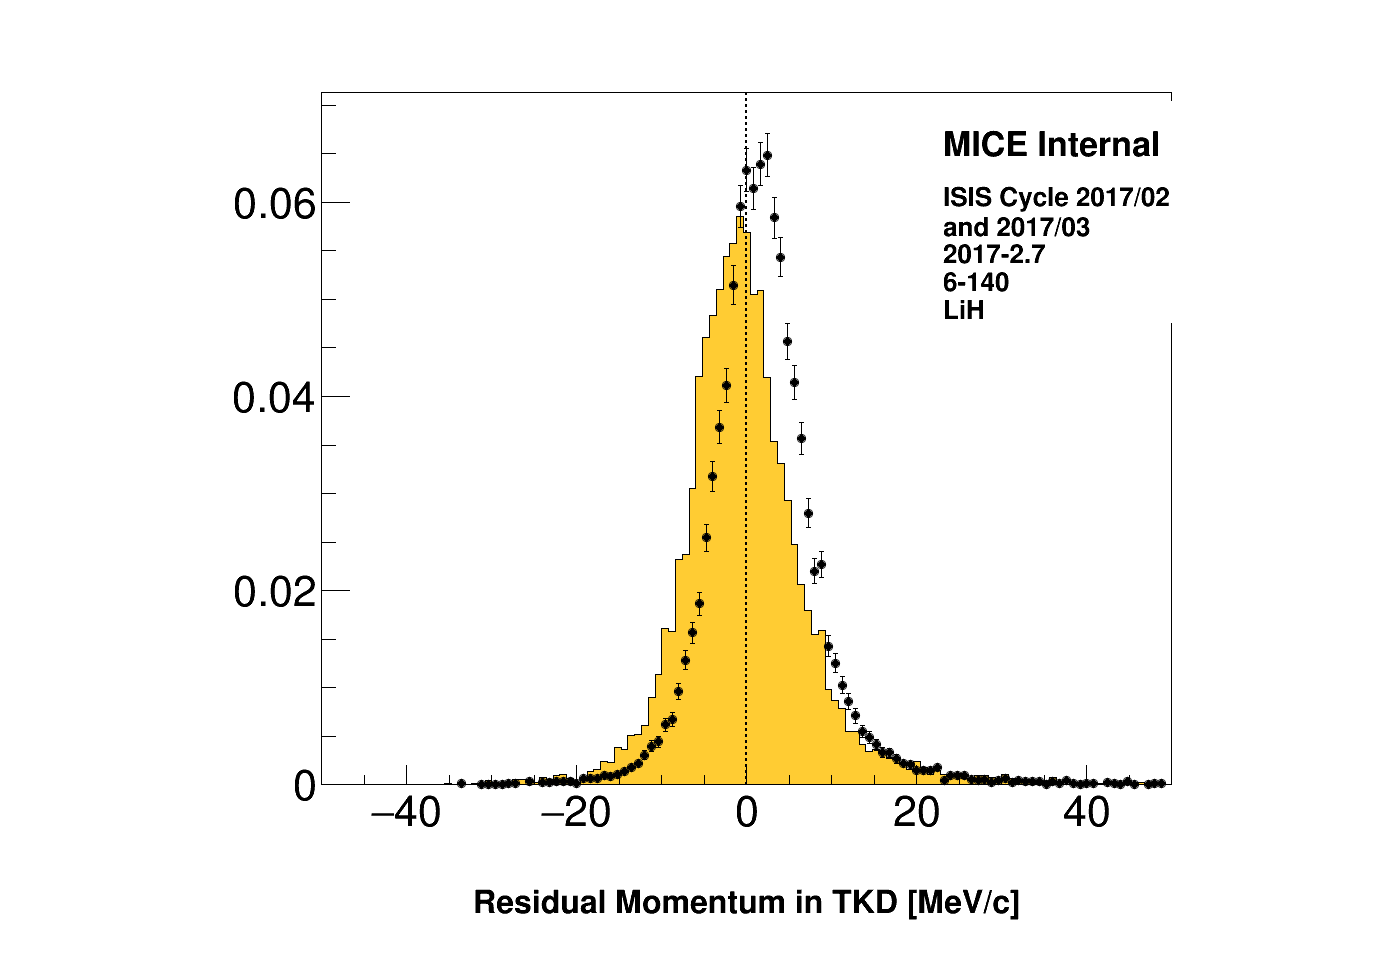 MICE Internal
ISIS Cycle 2017/02
and 2017/03
2017-2.7
6-140
LiH
0.06
0.04
0.02
0
−40 −20 0 20 40
Residual Momentum in TKD [MeV/c]